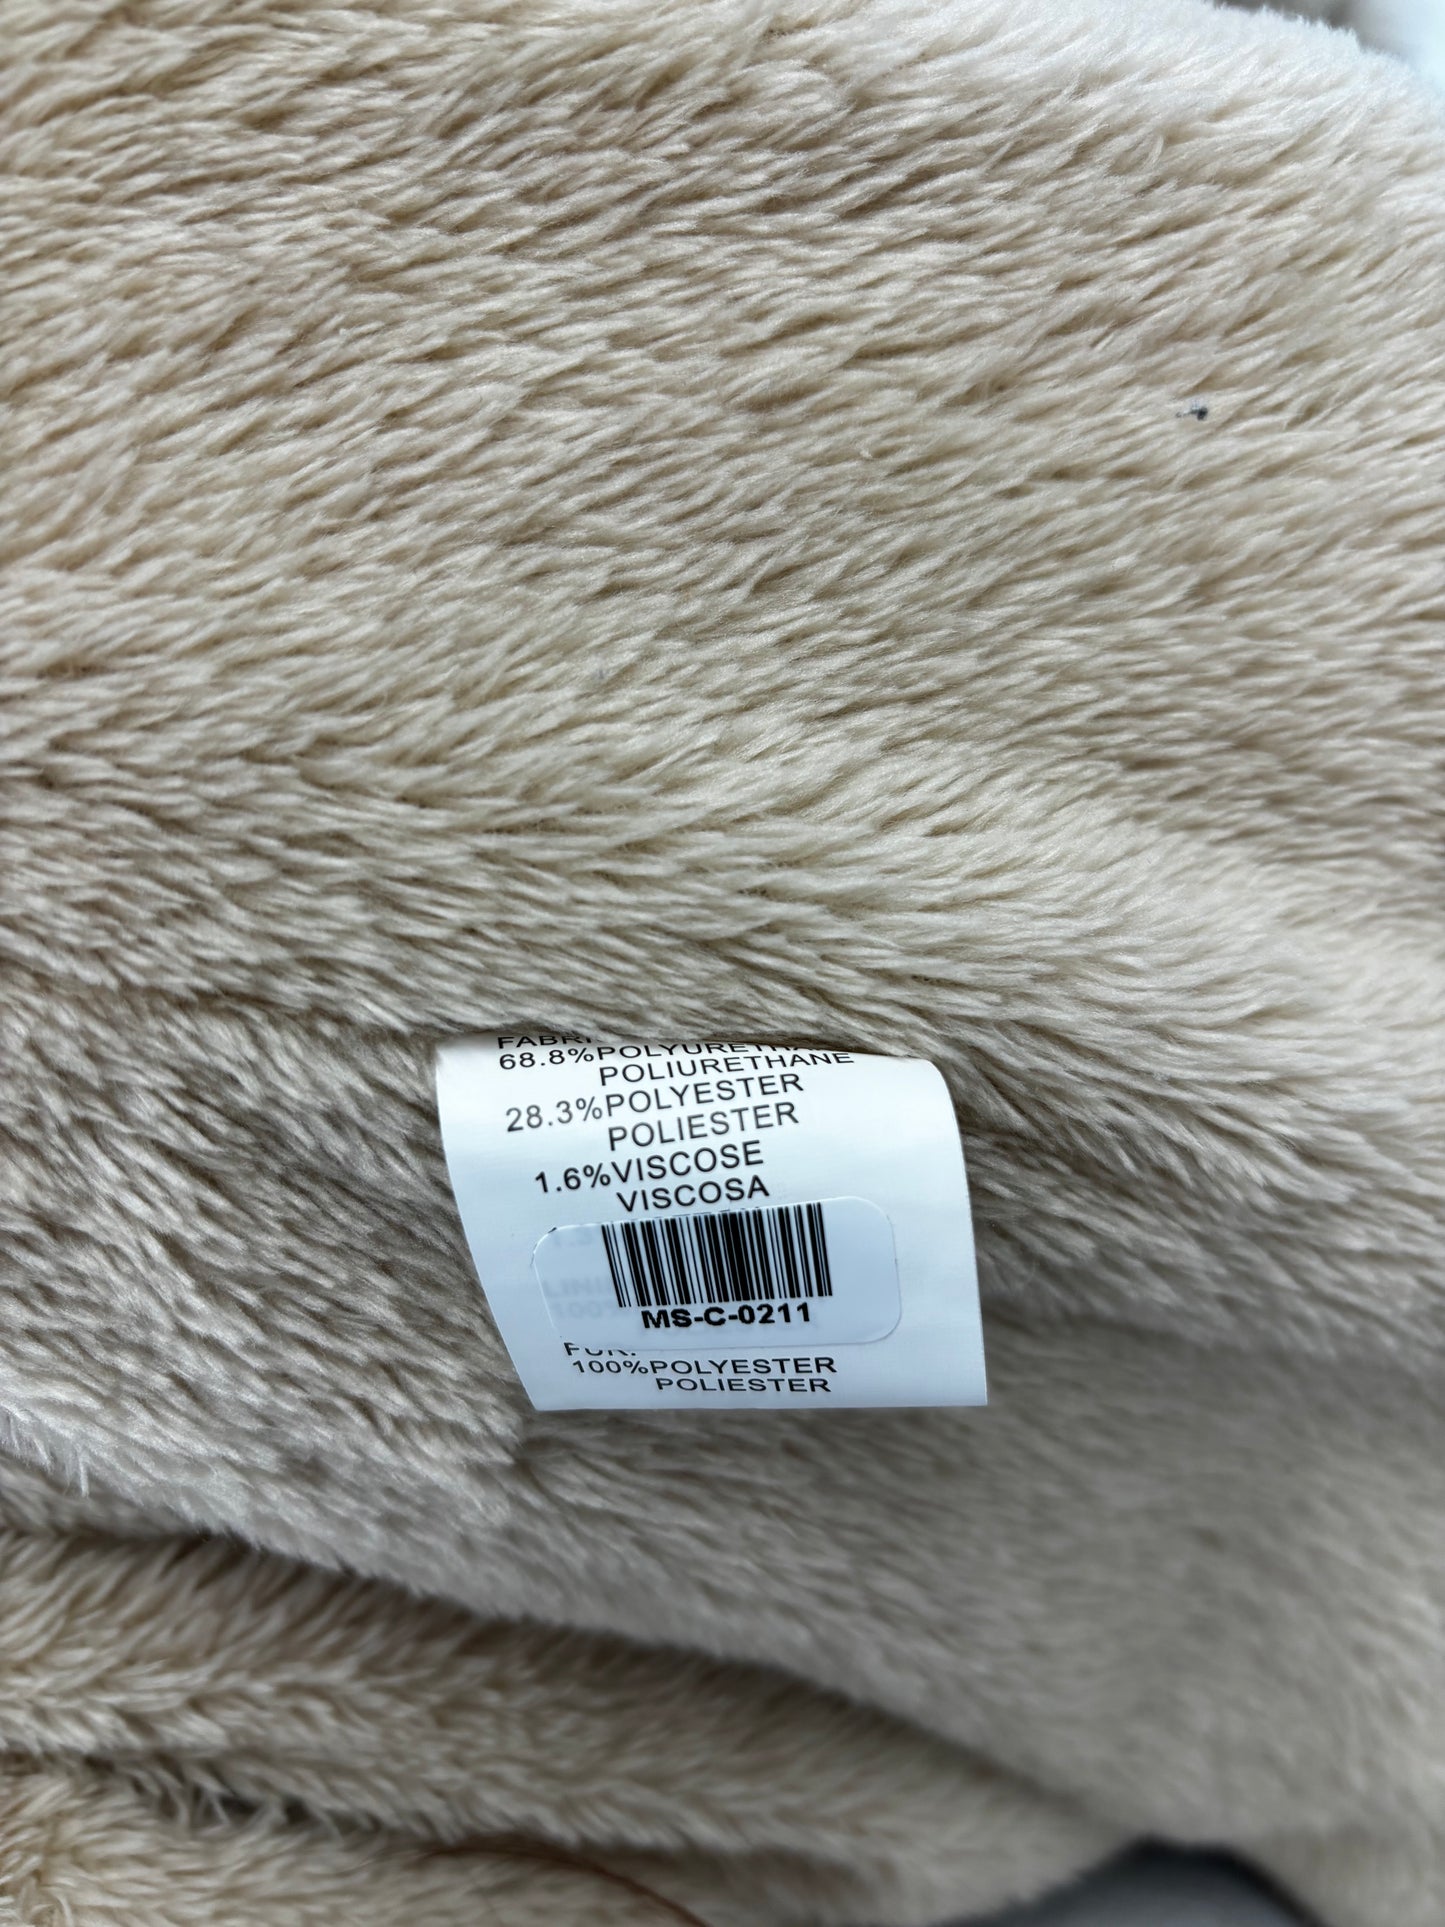 68.8%POLYURETHANE
POLIURETHANE
28.3%POLYESTER
POLIESTER
1.6%VISCOSE
VISCOSA
MS-C-0211
100%POLYESTER
POLIESTER